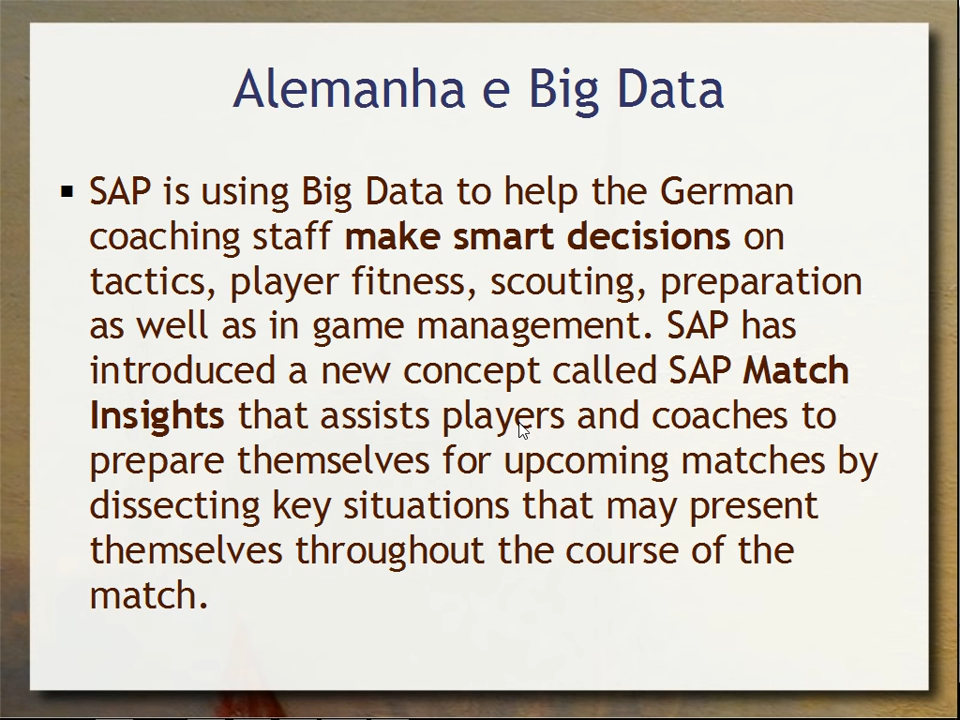 Alemanha e Big Data
▪ SAP is using Big Data to help the German
coaching staff make smart decisions on
tactics, player fitness, scouting, preparation
as well as in game management. SAP has
introduced a new concept called SAP Match
Insights that assists players and coaches to
prepare themselves for upcoming matches by
dissecting key situations that may present
themselves throughout the course of the
match.